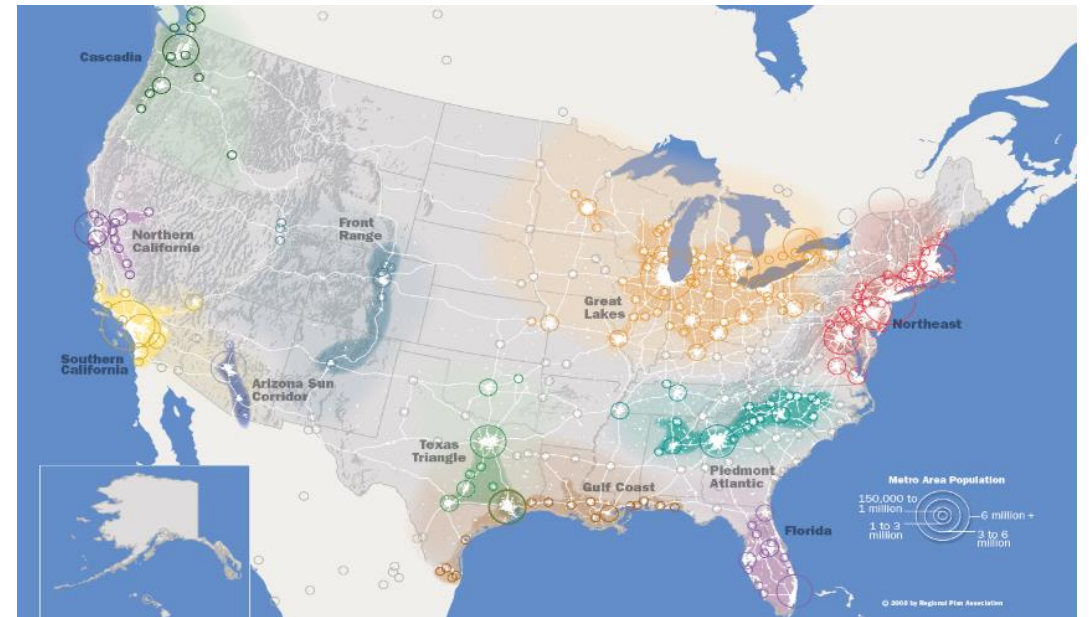 Cascadia
Northern
California
Front
Range
Great
Lakes
Northeast
Southern
California
Arizona Sun
Corridor
Texas
Triangle
Gulf Coast
Piedmont
Atlantic
Florida
Metro Area Population
150,000 to
1 million
1 to 3
million
6 million +
3 to 6
million
© 2008 by Regional Plan Association